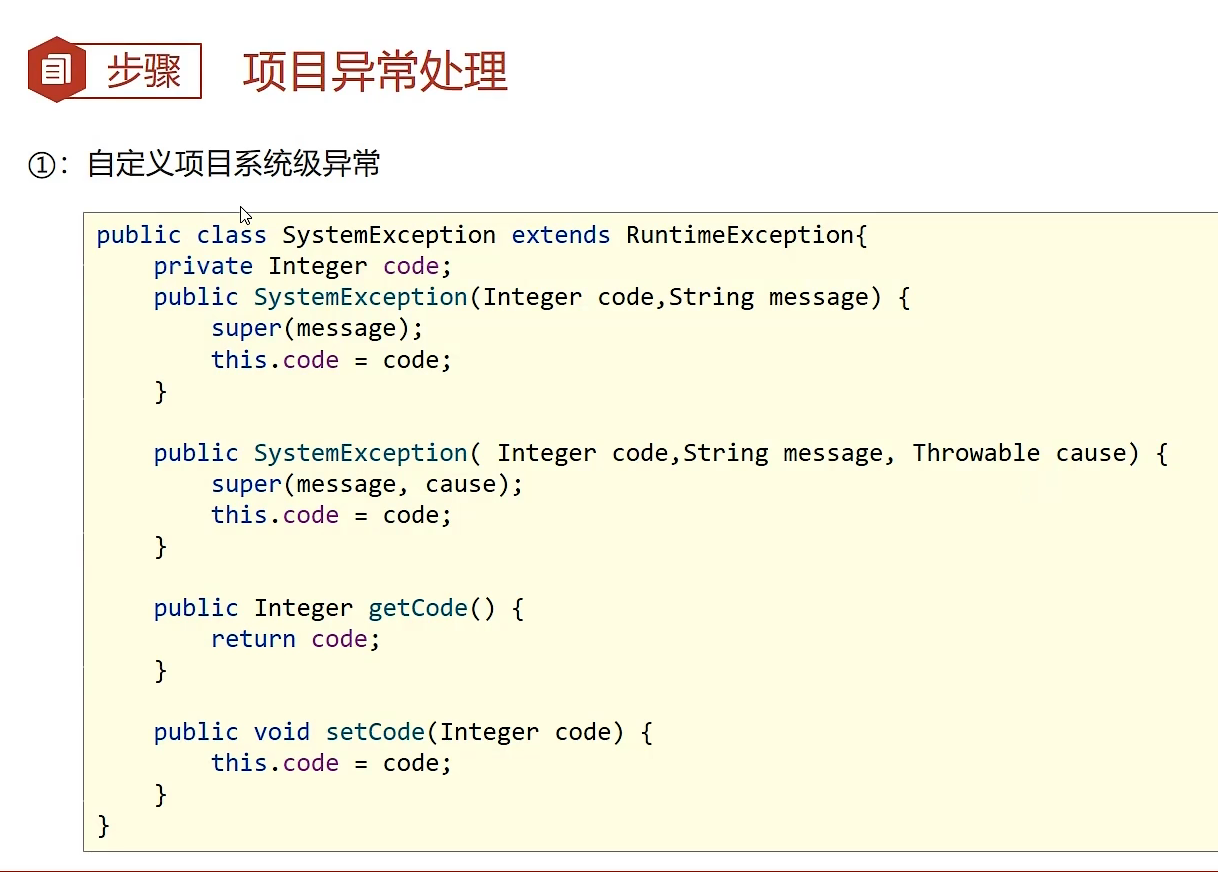 步骤 项目异常处理
①：自定义项目系统级异常
public class SystemException extends RuntimeException{
    private Integer code;
    public SystemException(Integer code,String message) {
        super(message);
        this.code = code;
    }
    public SystemException( Integer code,String message, Throwable cause) {
        super(message, cause);
        this.code = code;
    }
    public Integer getCode() {
        return code;
    }
    public void setCode(Integer code) {
        this.code = code;
    }
}